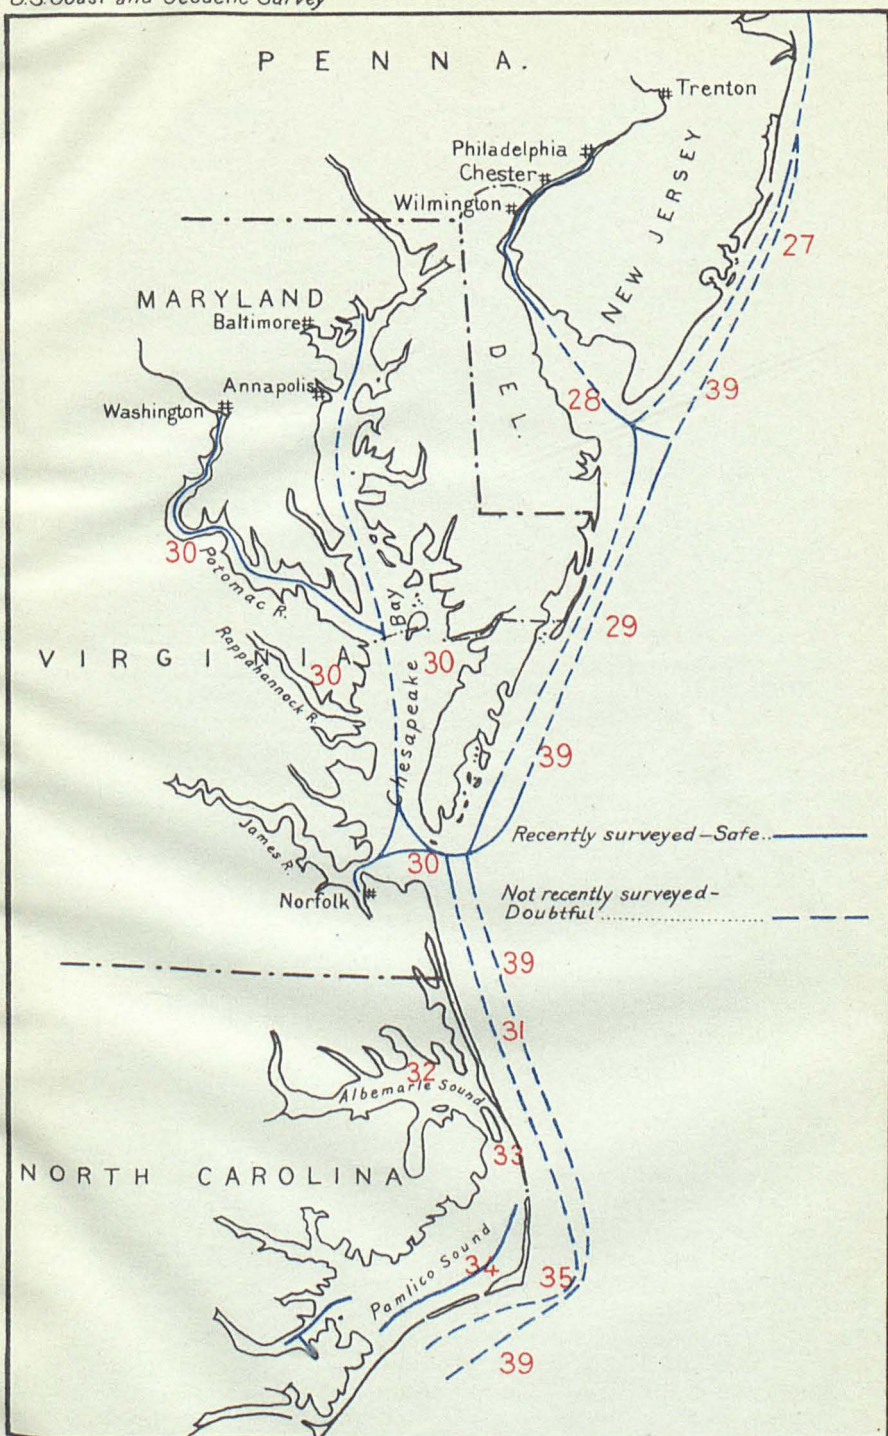 U.S. Coast and Geodetic Survey
PENNA.
Trenton
Philadelphia
Chester
Wilmington
NEW JERSEY
27
MARYLAND
Baltimore
DEL.
Annapolis
Washington
28
39
30
Potomac R.
Bay
29
VIRGINIA
Rappahannock R.
30
30
Chesapeake
39
James R.
Recently surveyed—Safe..
30
Norfolk
Not recently surveyed-
Doubtful
39
31
32
Albemarle Sound
33
NORTH CAROLINA
Pamlico Sound
34
35
39